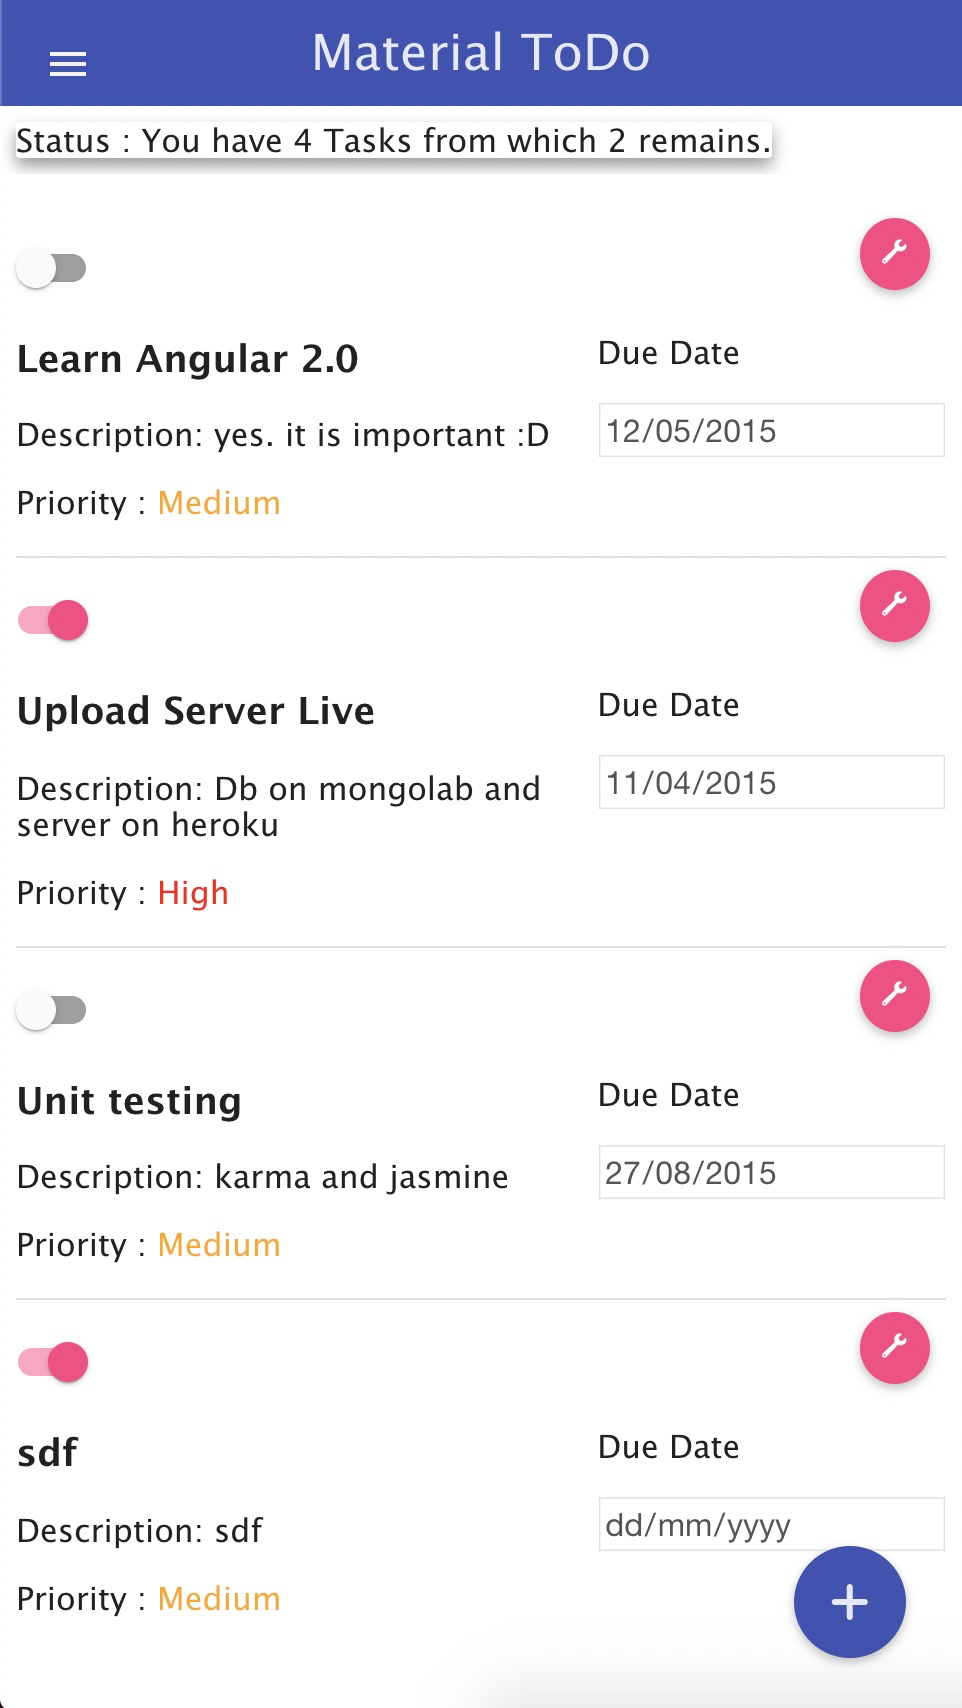 Material ToDo
Status : You have 4 Tasks from which 2 remains.
Learn Angular 2.0
Due Date
Description: yes. it is important :D
12/05/2015
Priority : Medium
Upload Server Live
Due Date
Description: Db on mongolab and
server on heroku
11/04/2015
Priority : High
Unit testing
Due Date
Description: karma and jasmine
27/08/2015
Priority : Medium
sdf
Due Date
Description: sdf
dd/mm/yyyy
Priority : Medium